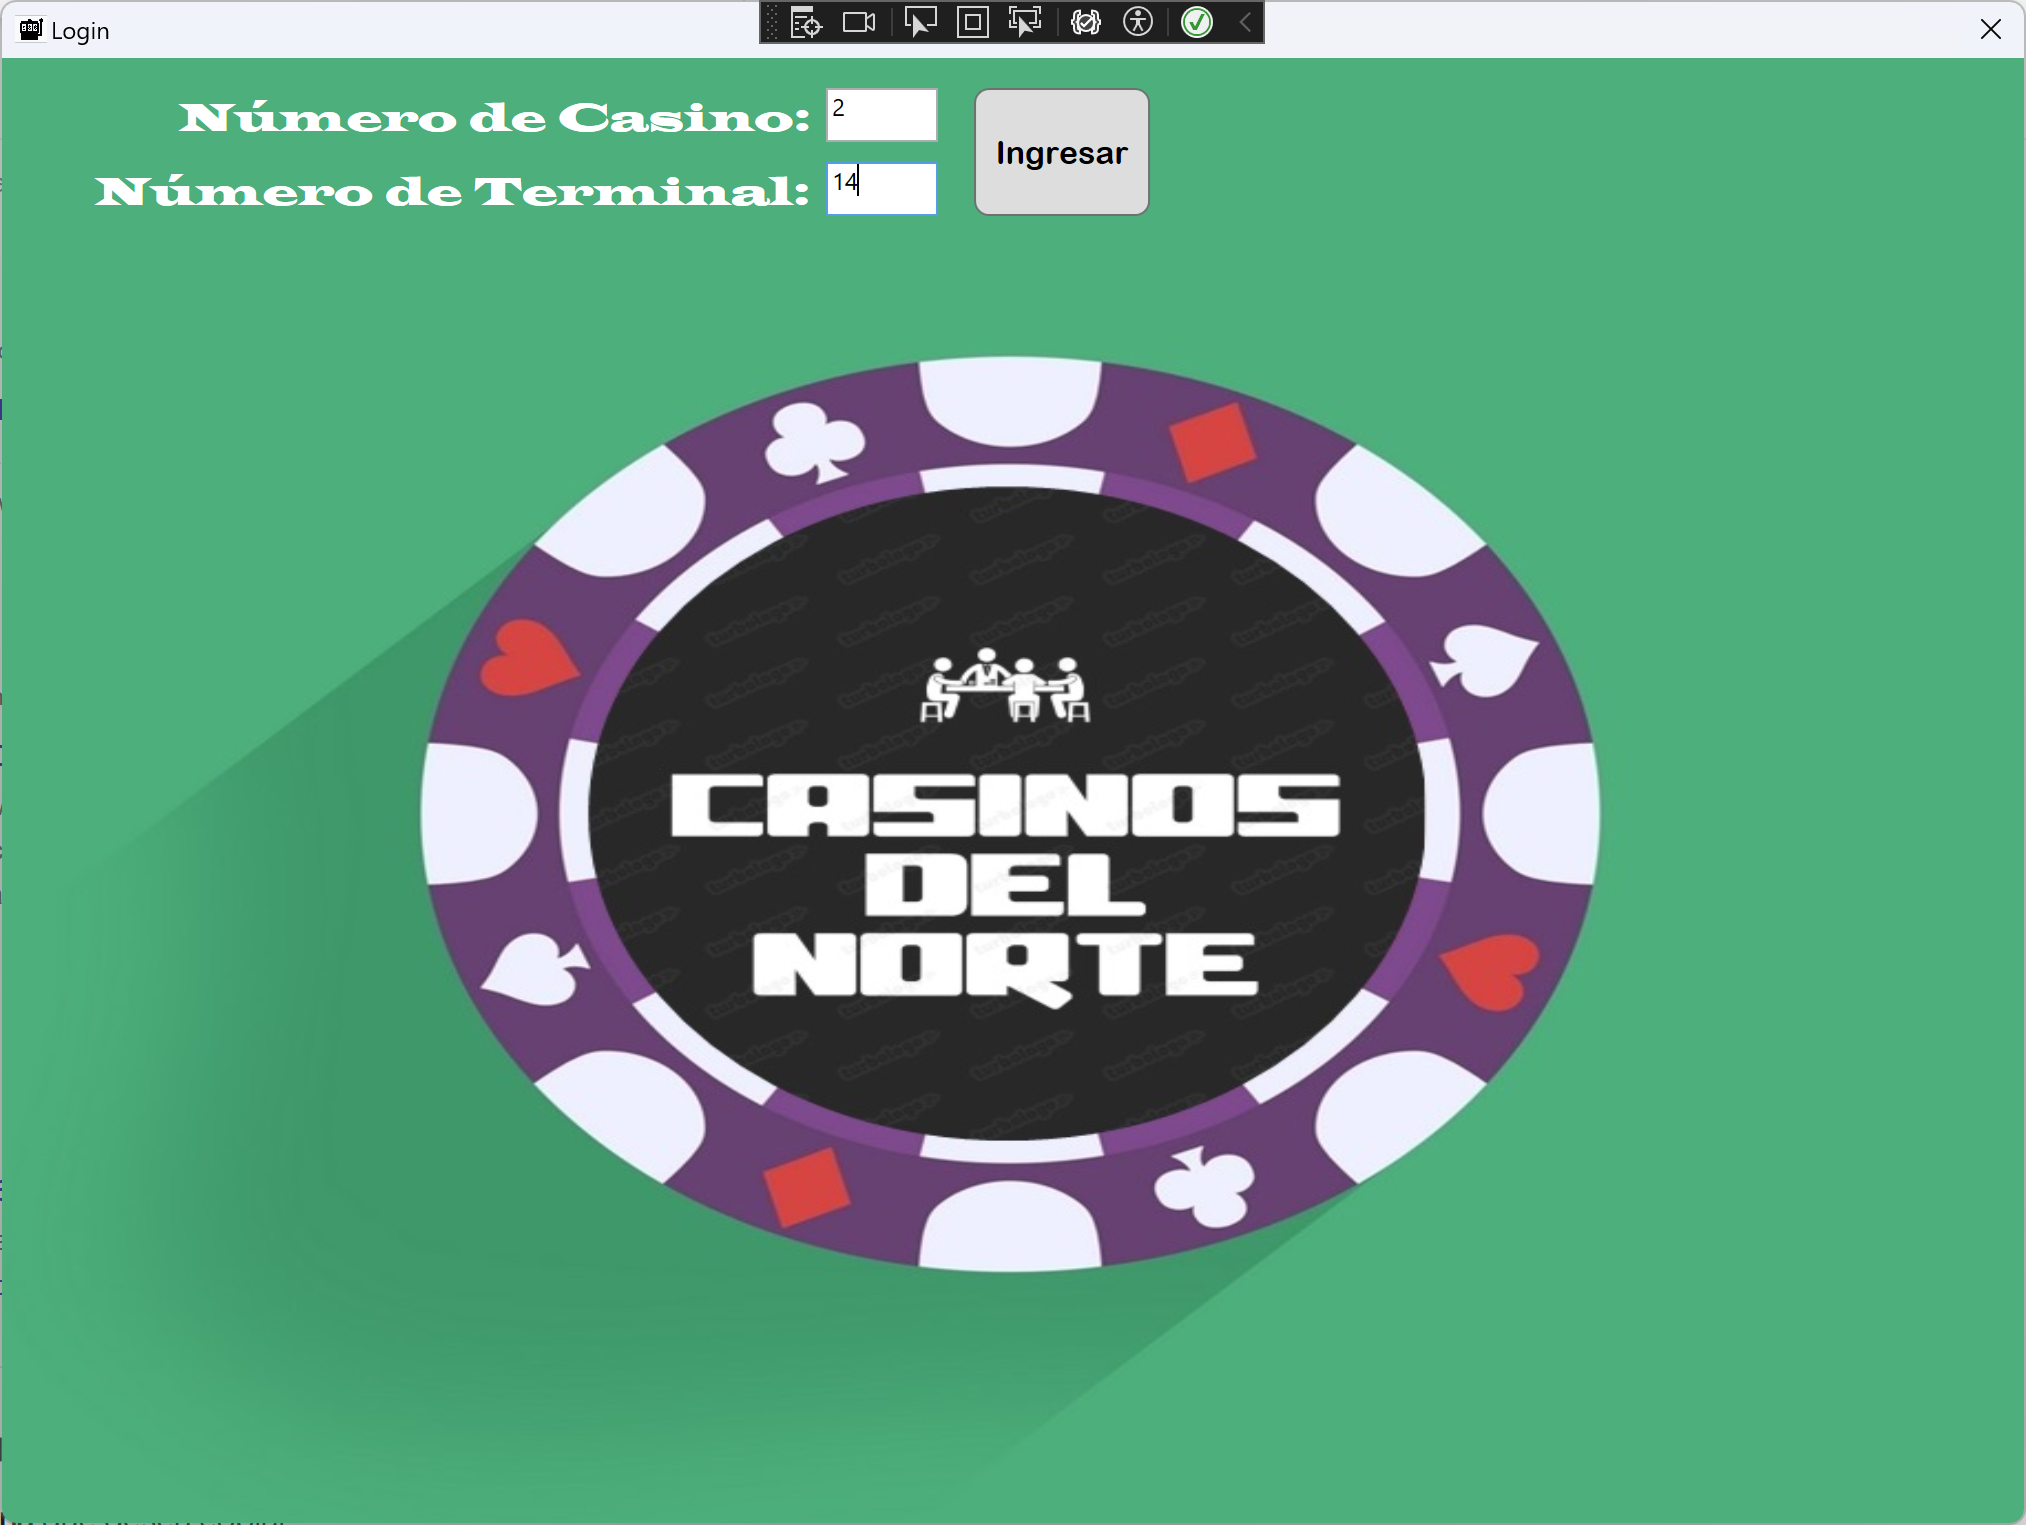 Login
Número de Casino:
2
Ingresar
Número de Terminal:
14
CASINOS
DEL
NORTE